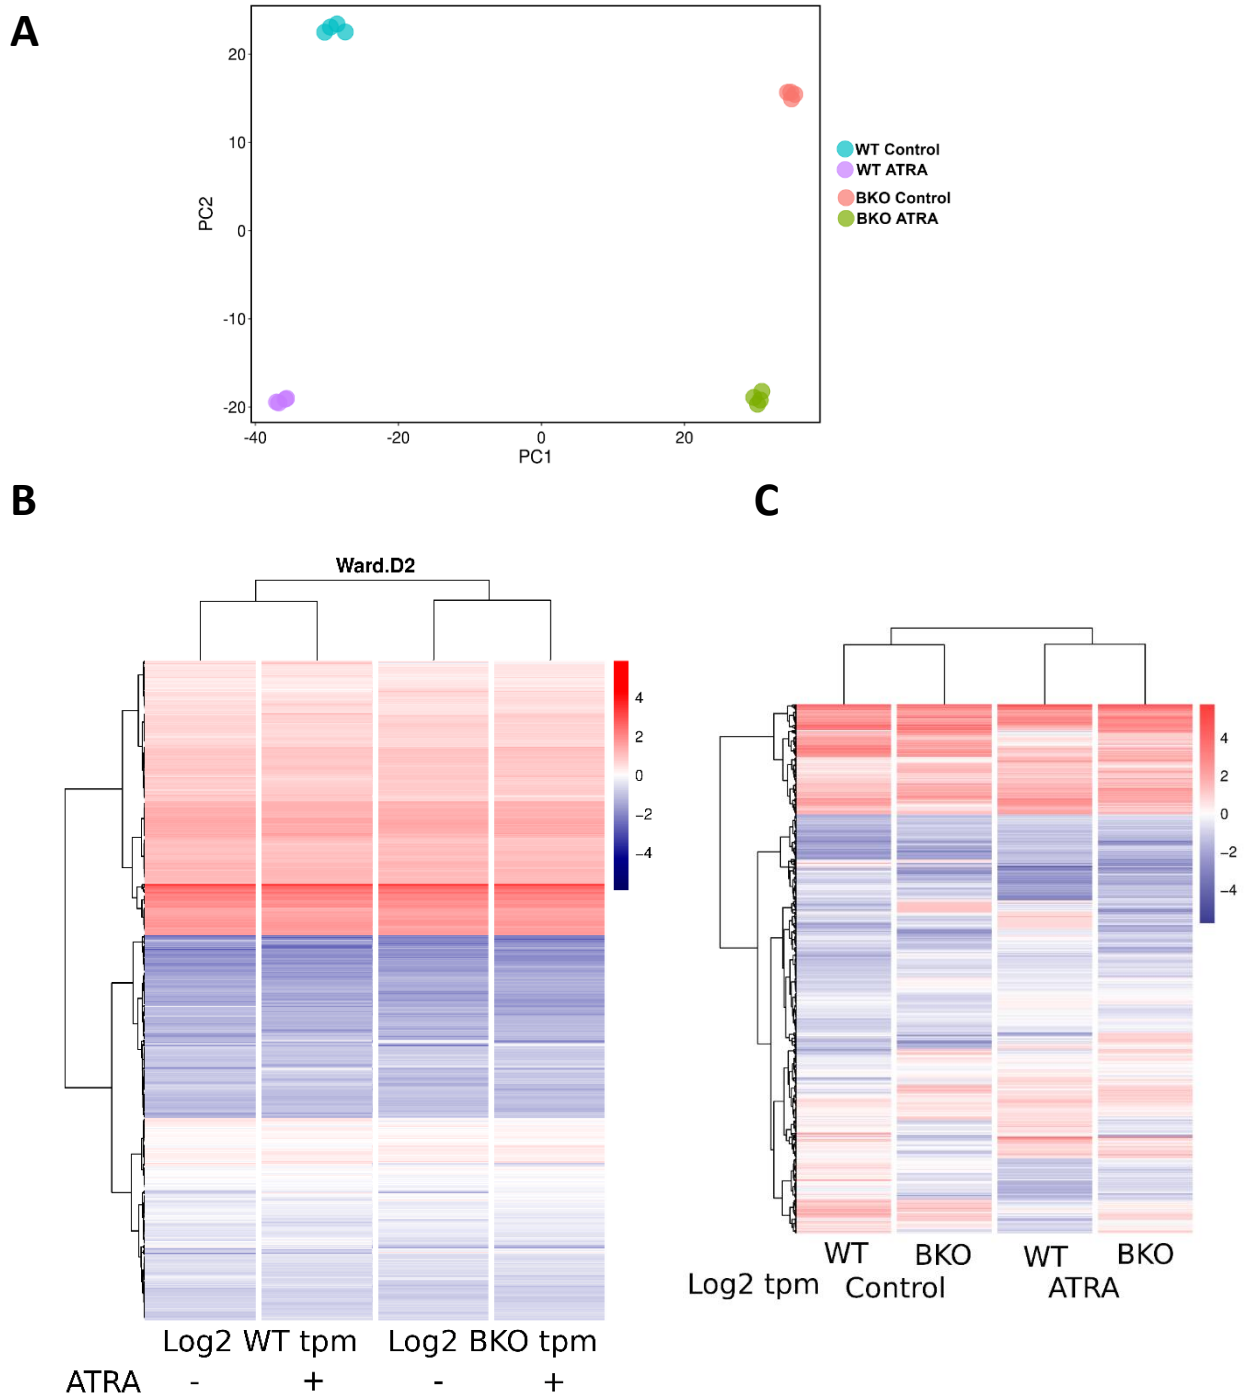 A
20
10
0
-10
-20
PC2
-40
-20
0
20
PC1
WT Control
WT ATRA
BKO Control
BKO ATRA
B
C
Ward.D2
4
2
0
−2
−4
4
2
0
−2
−4
Log2 WT tpm Log2 BKO tpm
ATRA - + - +
WT BKO WT BKO
Log2 tpm Control ATRA